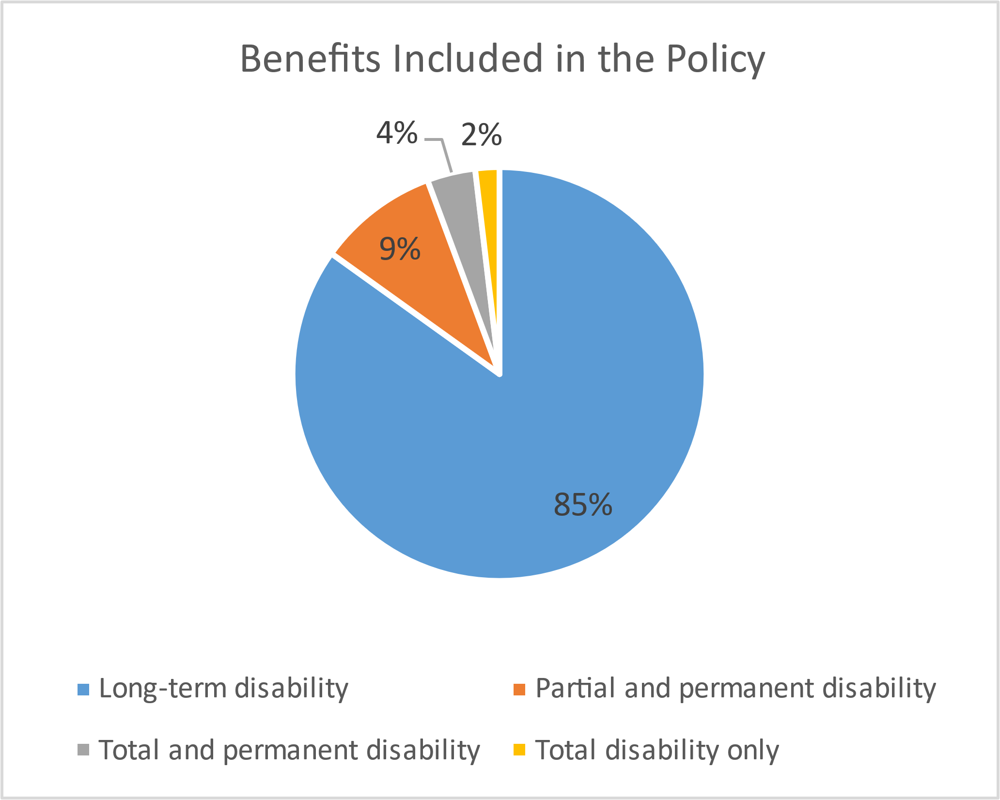 Benefits Included in the Policy
4% 2%
9%
85%
Long-term disability Partial and permanent disability
Total and permanent disability Total disability only